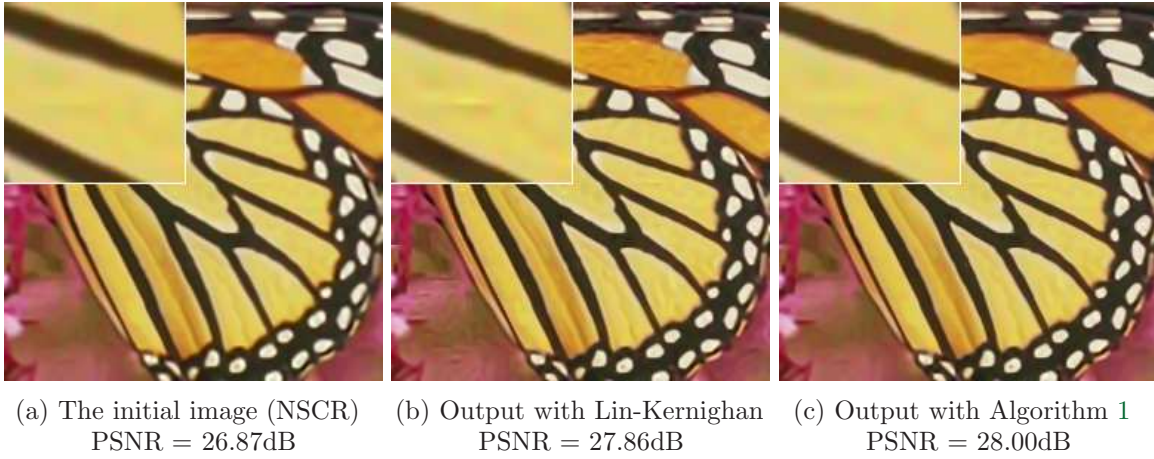 (a) The initial image (NSCR)
PSNR = 26.87dB
(b) Output with Lin-Kernighan
PSNR = 27.86dB
(c) Output with Algorithm 1
PSNR = 28.00dB